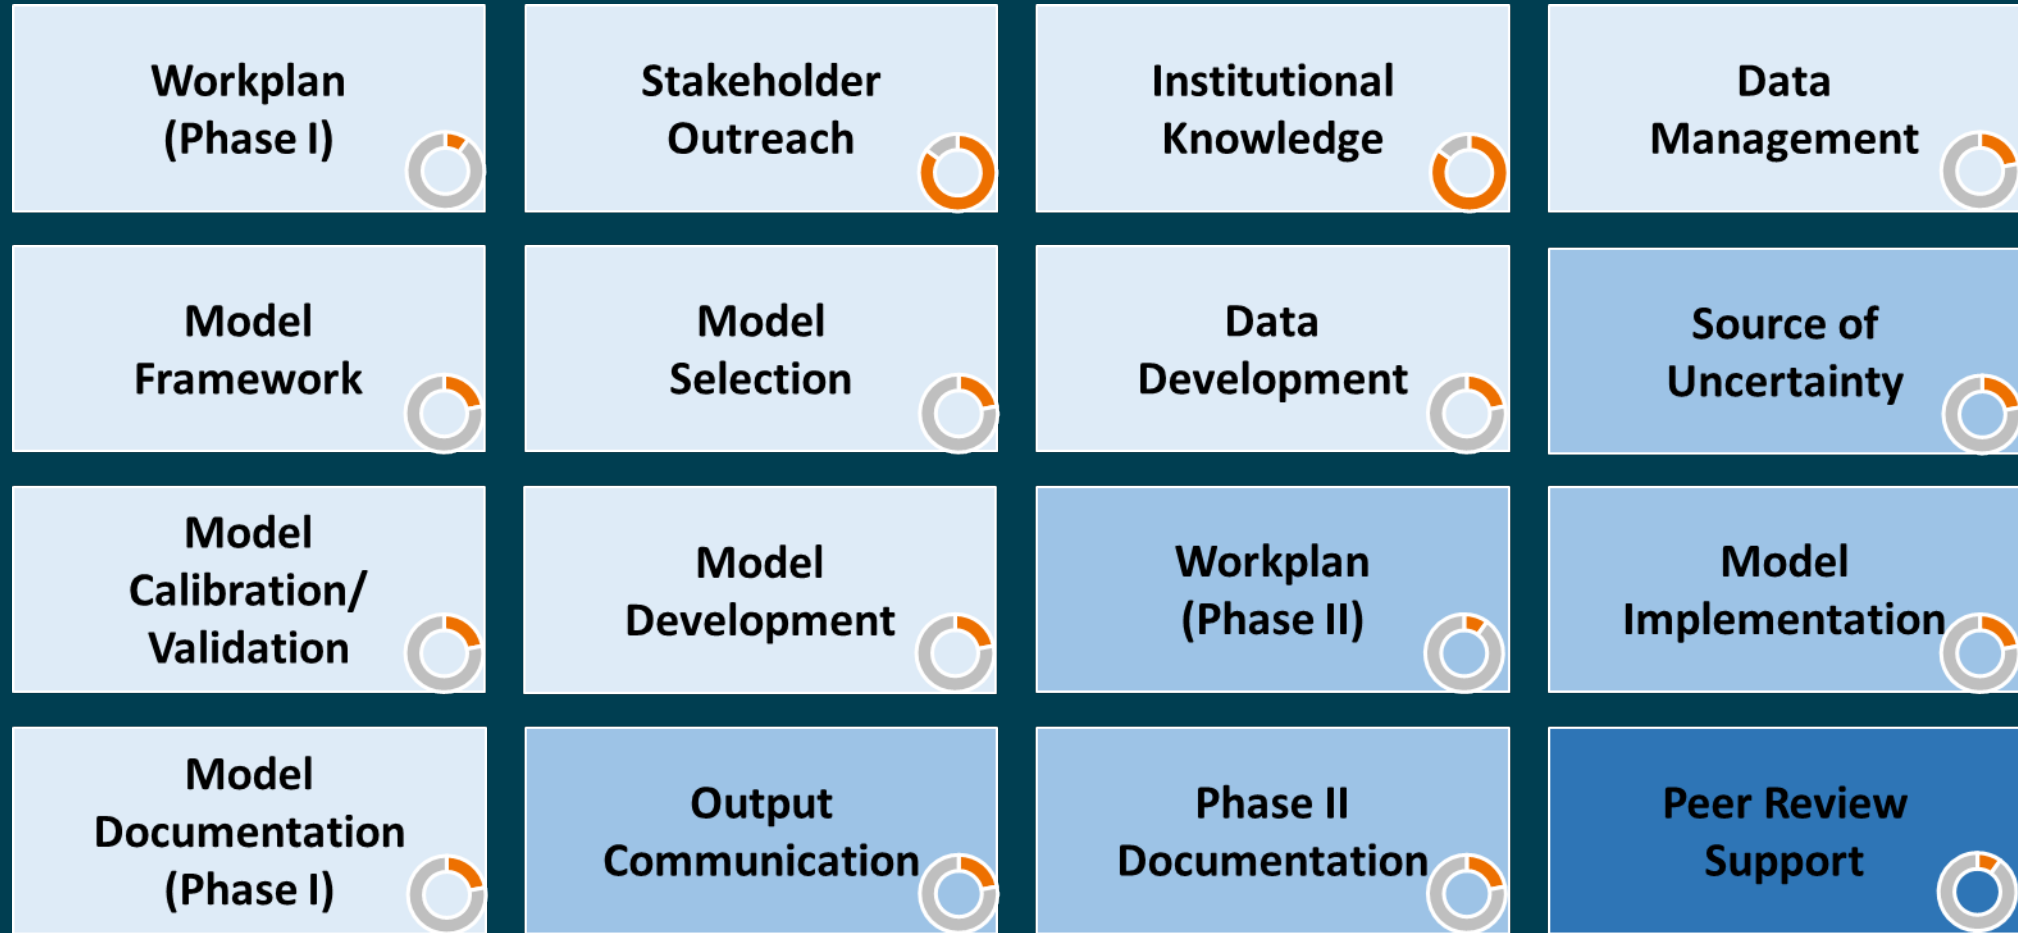 Workplan
(Phase I)
Stakeholder
Outreach
Institutional
Knowledge
Data
Management
Model
Framework
Model
Selection
Data
Development
Source of
Uncertainty
Model
Calibration/
Validation
Model
Development
Workplan
(Phase II)
Model
Implementation
Model
Documentation
(Phase I)
Output
Communication
Phase II
Documentation
Peer Review
Support